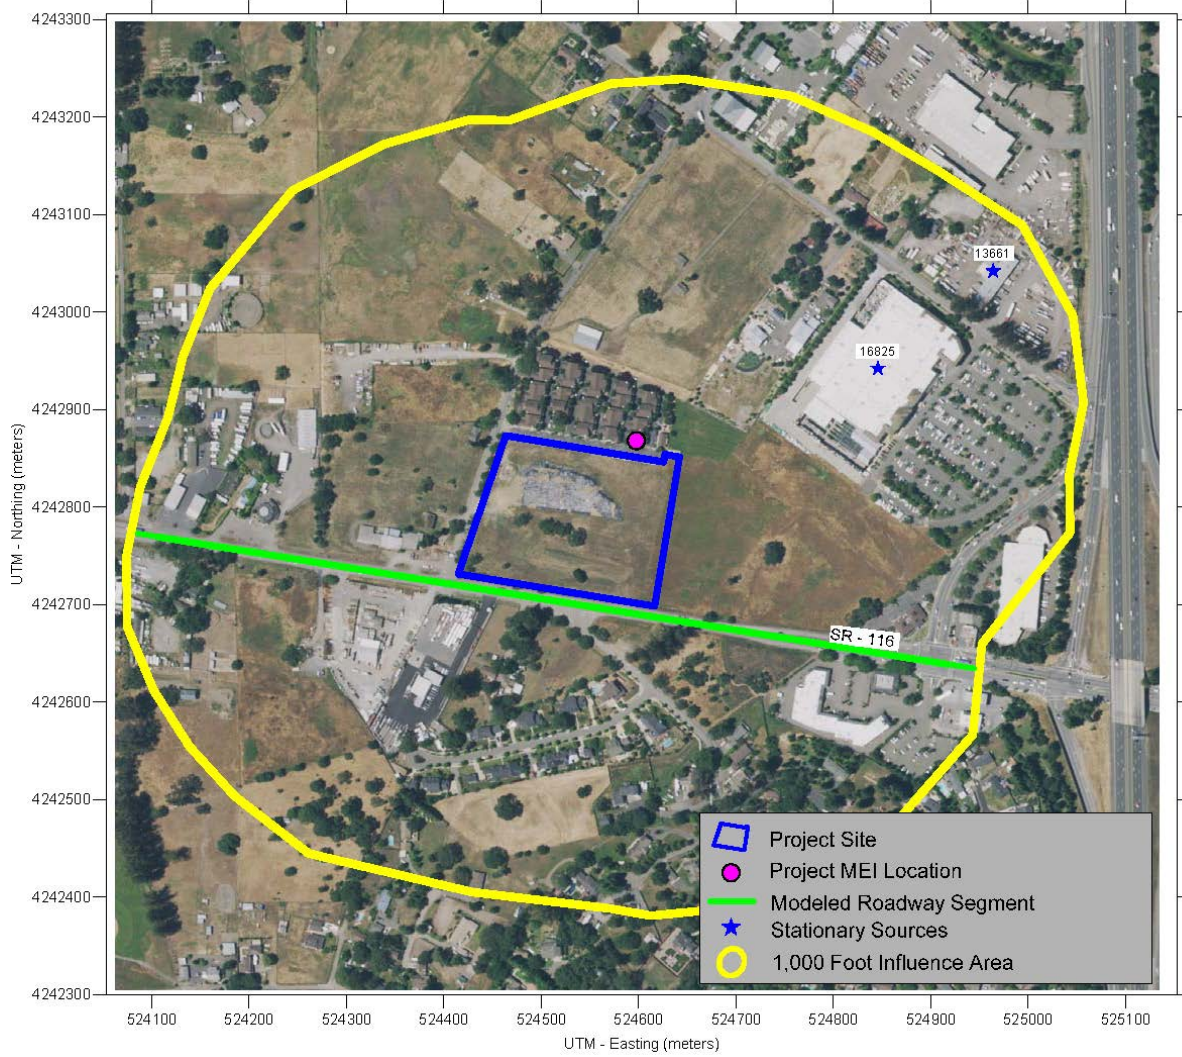 4243300
4243200
4243100
4243000
4242900
4242800
4242700
4242600
4242500
4242400
4242300
UTM - Northing (meters)
13661
16825
SR - 116
Project Site
Project MEI Location
Modeled Roadway Segment
Stationary Sources
1,000 Foot Influence Area
524100 524200 524300 524400 524500 524600 524700 524800 524900 525000 525100
UTM - Easting (meters)